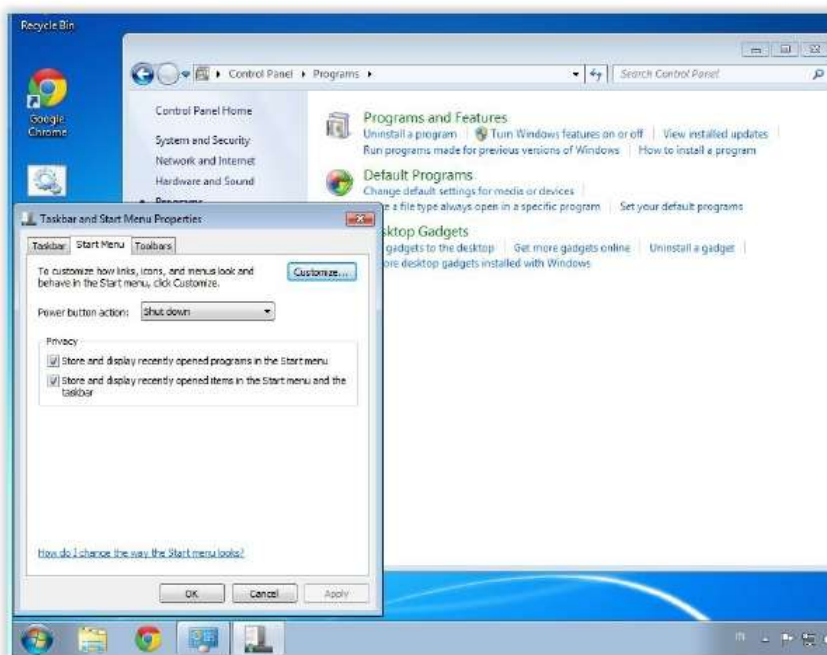 Recycle Bin
Google
Chrome
Control Panel
Programs
Search Control Panel
Control Panel Home
System and Security
Network and Internet
Hardware and Sound
Programs
Programs and Features
Uninstall a program
Turn Windows features on or off
View installed updates
Run programs made for previous versions of Windows
How to install a program
Default Programs
Change default settings for media or devices
a file type always open in a specific program
Set your default programs
sktop Gadgets
gadgets to the desktop
Get more gadgets online
Uninstall a gadget
ore desktop gadgets installed with Windows
Taskbar and Start Menu Properties
Taskbar
Start Menu
Toolbars
To customize how links, icons, and menus look and
behave in the Start menu, click Customize.
Customize...
Power button action:
Shut down
Privacy
Store and display recently opened programs in the Start menu
Store and display recently opened items in the Start menu and the
taskbar
How do I change the way the Start menu looks?
OK
Cancel
Apply